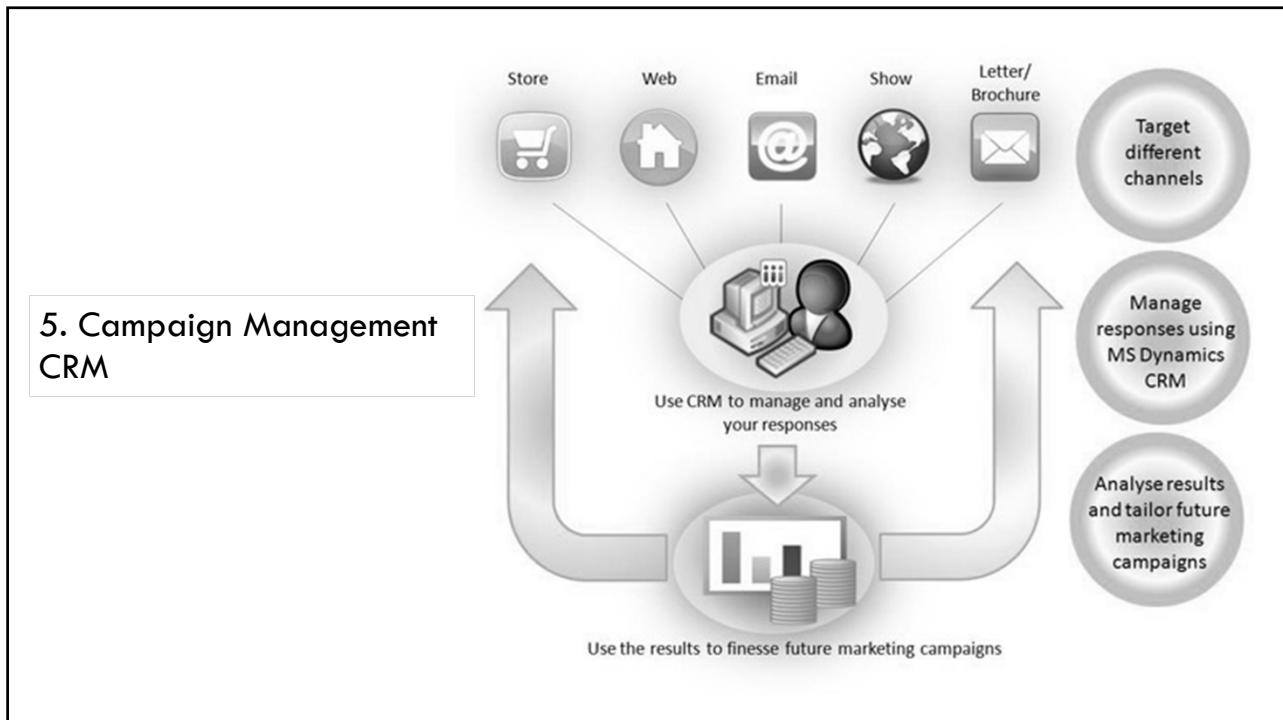 5. Campaign Management
CRM
Store
Web
Email
Show
Letter/
Brochure
Use CRM to manage and analyse
your responses
Use the results to finesse future marketing campaigns
Target
different
channels
Manage
responses using
MS Dynamics
CRM
Analyse results
and tailor future
marketing
campaigns